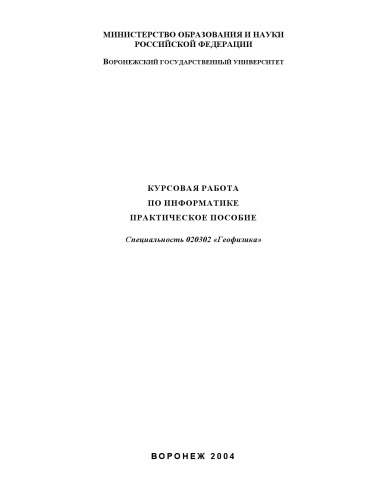 МИНИСТЕРСТВО ОБРАЗОВАНИЯ И НАУКИ
РОССИЙСКОЙ ФЕДЕРАЦИИ
ВОРОНЕЖСКИЙ ГОСУДАРСТВЕННЫЙ УНИВЕРСИТЕТ
КУРСОВАЯ РАБОТА
ПО ИНФОРМАТИКЕ
ПРАКТИЧЕСКОЕ ПОСОБИЕ
Специальность 020302 «Геофизика»
ВОРОНЕЖ 2004